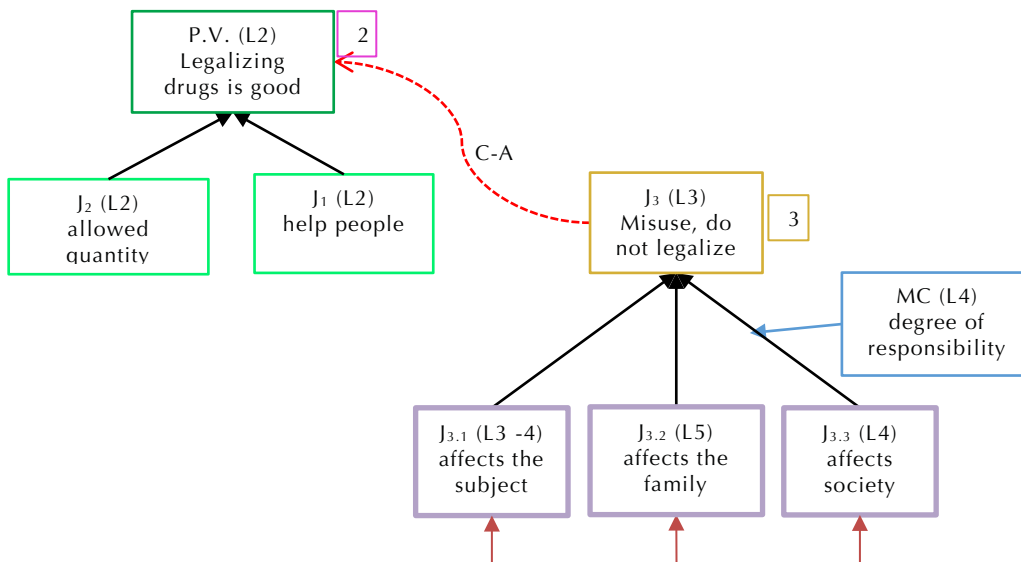 P.V. (L2)
Legalizing
drugs is good
2
C-A
J₂ (L2)
allowed
quantity
J₁ (L2)
help people
J₃ (L3)
Misuse, do
not legalize
3
MC (L4)
degree of
responsibility
J₃.₁ (L3 -4)
affects the
subject
J₃.₂ (L5)
affects the
family
J₃.₃ (L4)
affects
society